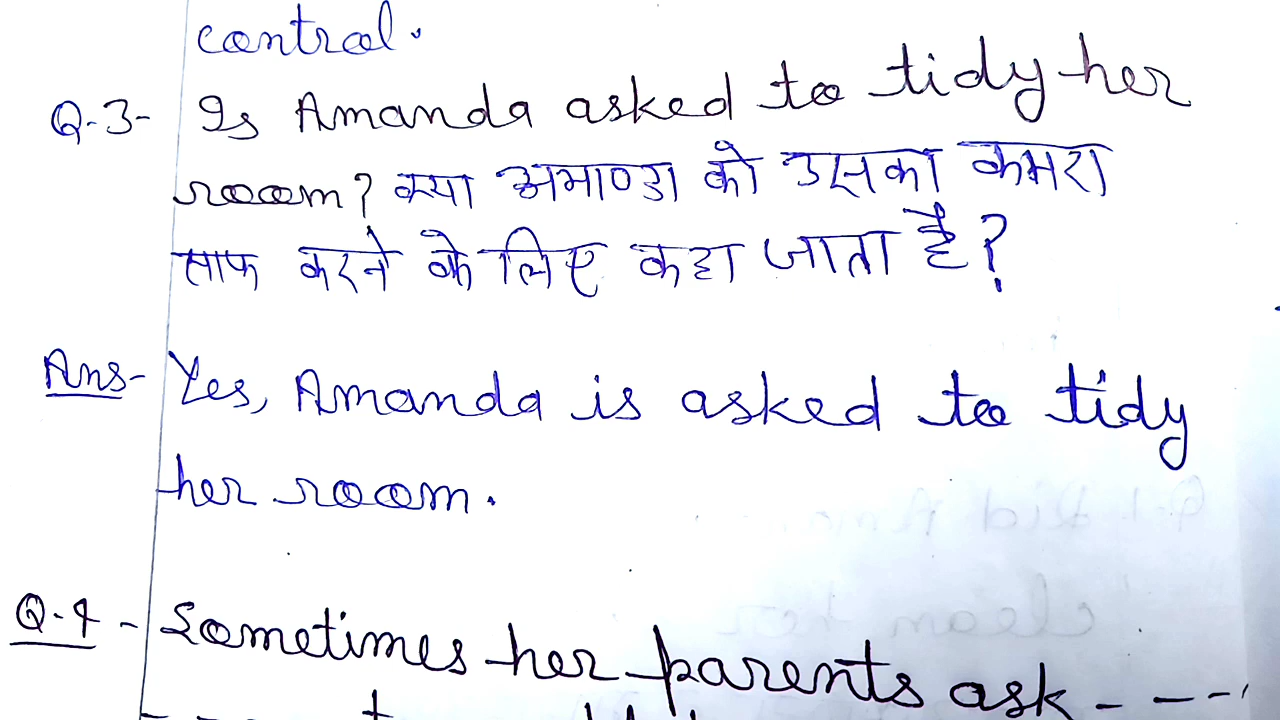 control.
Q.3- Is Amanda asked to tidy her
room? क्या अमाण्डा को उसका कमरा
साफ करने के लिए कहा जाता है?
Ans- Yes, Amanda is asked to tidy
her room.
Q.4 - Sometimes her parents ask - - - -